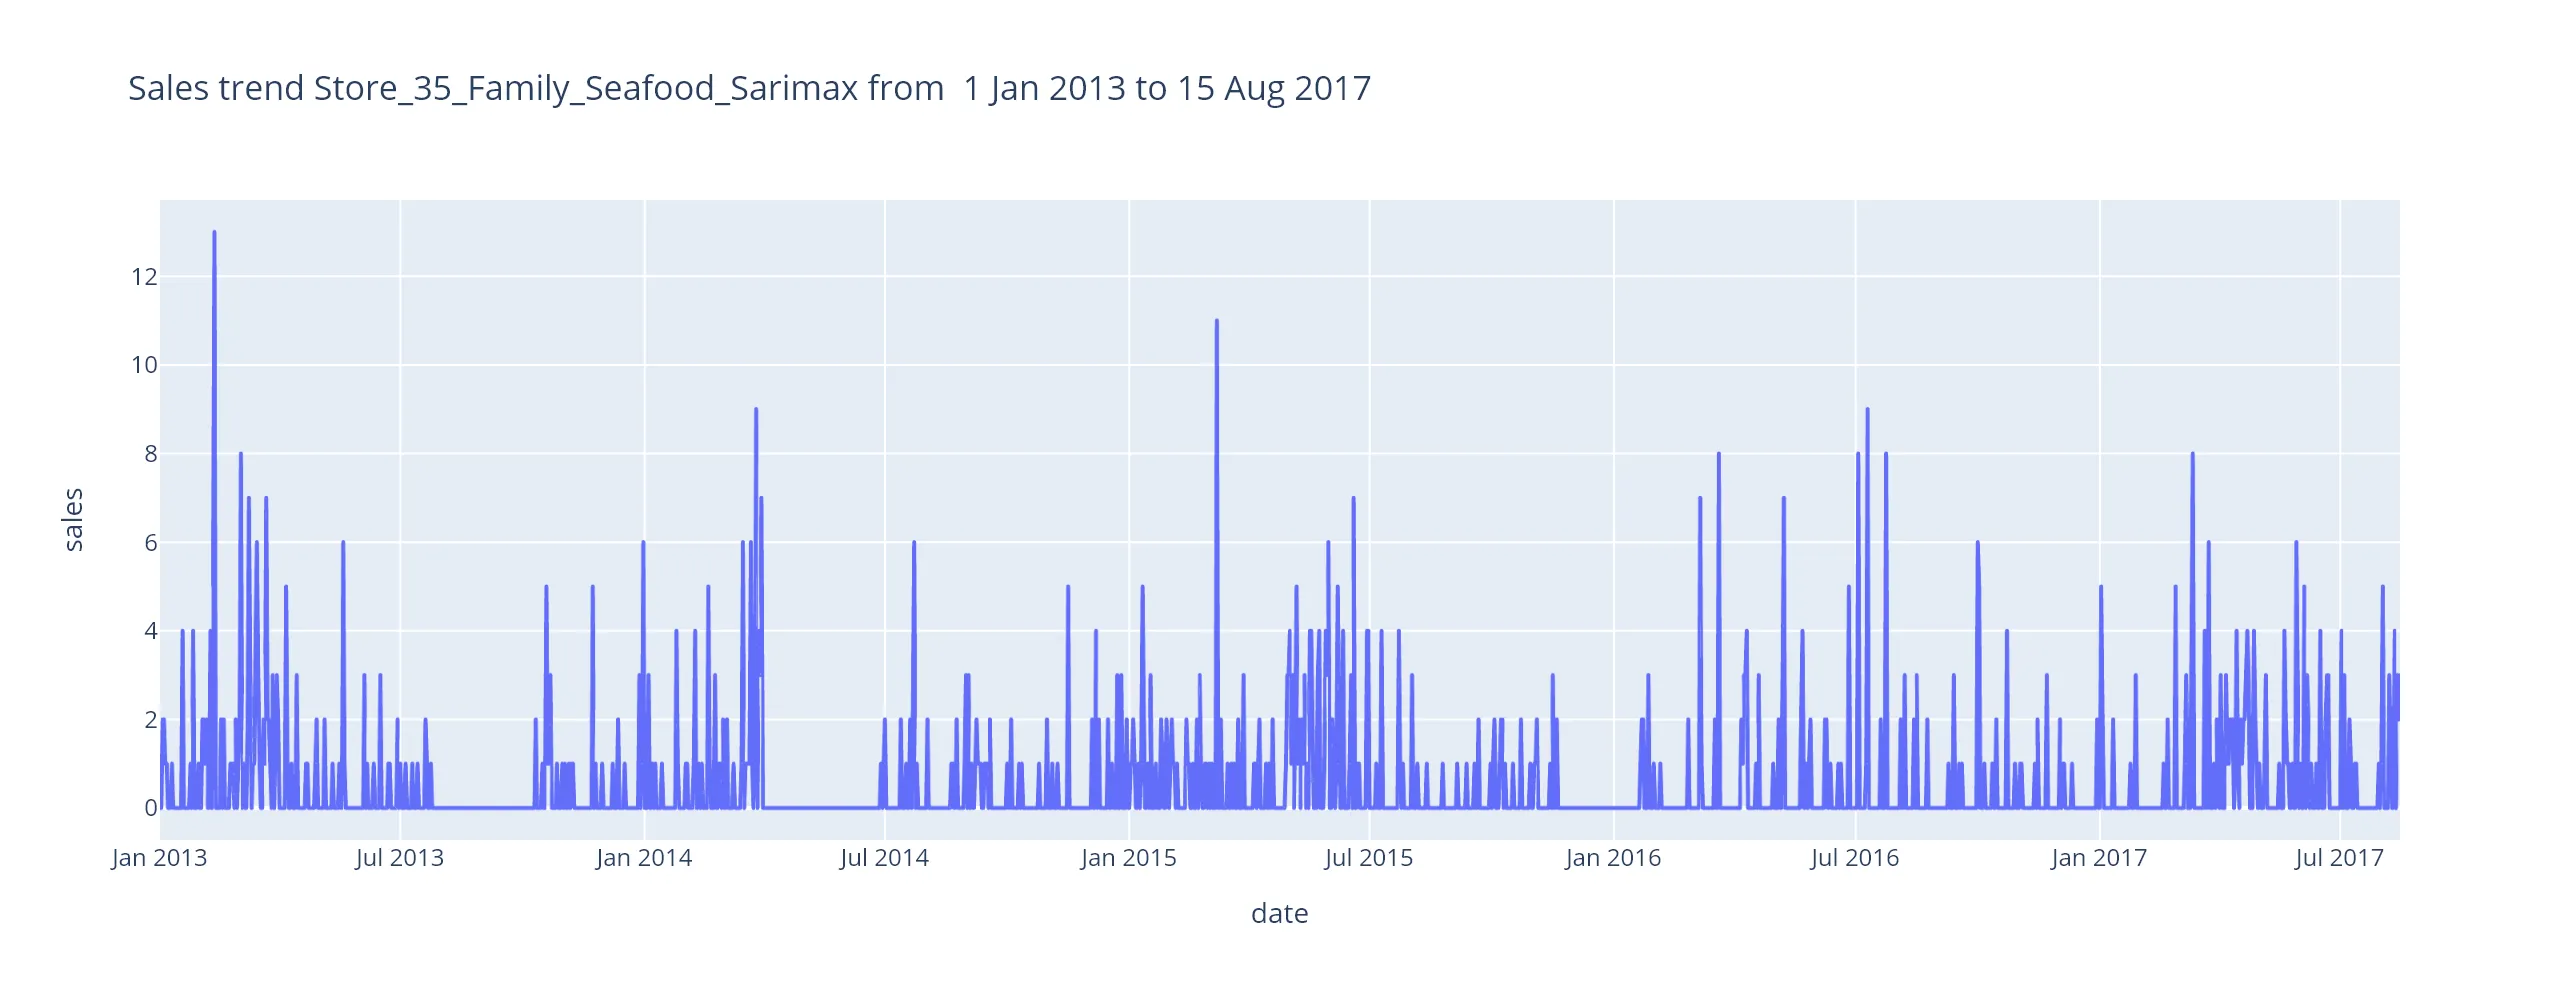 Sales trend Store_35_Family_Seafood_Sarimax from  1 Jan 2013 to 15 Aug 2017
12
10
8
6
4
2
0
sales
Jan 2013 Jul 2013 Jan 2014 Jul 2014 Jan 2015 Jul 2015 Jan 2016 Jul 2016 Jan 2017 Jul 2017
date